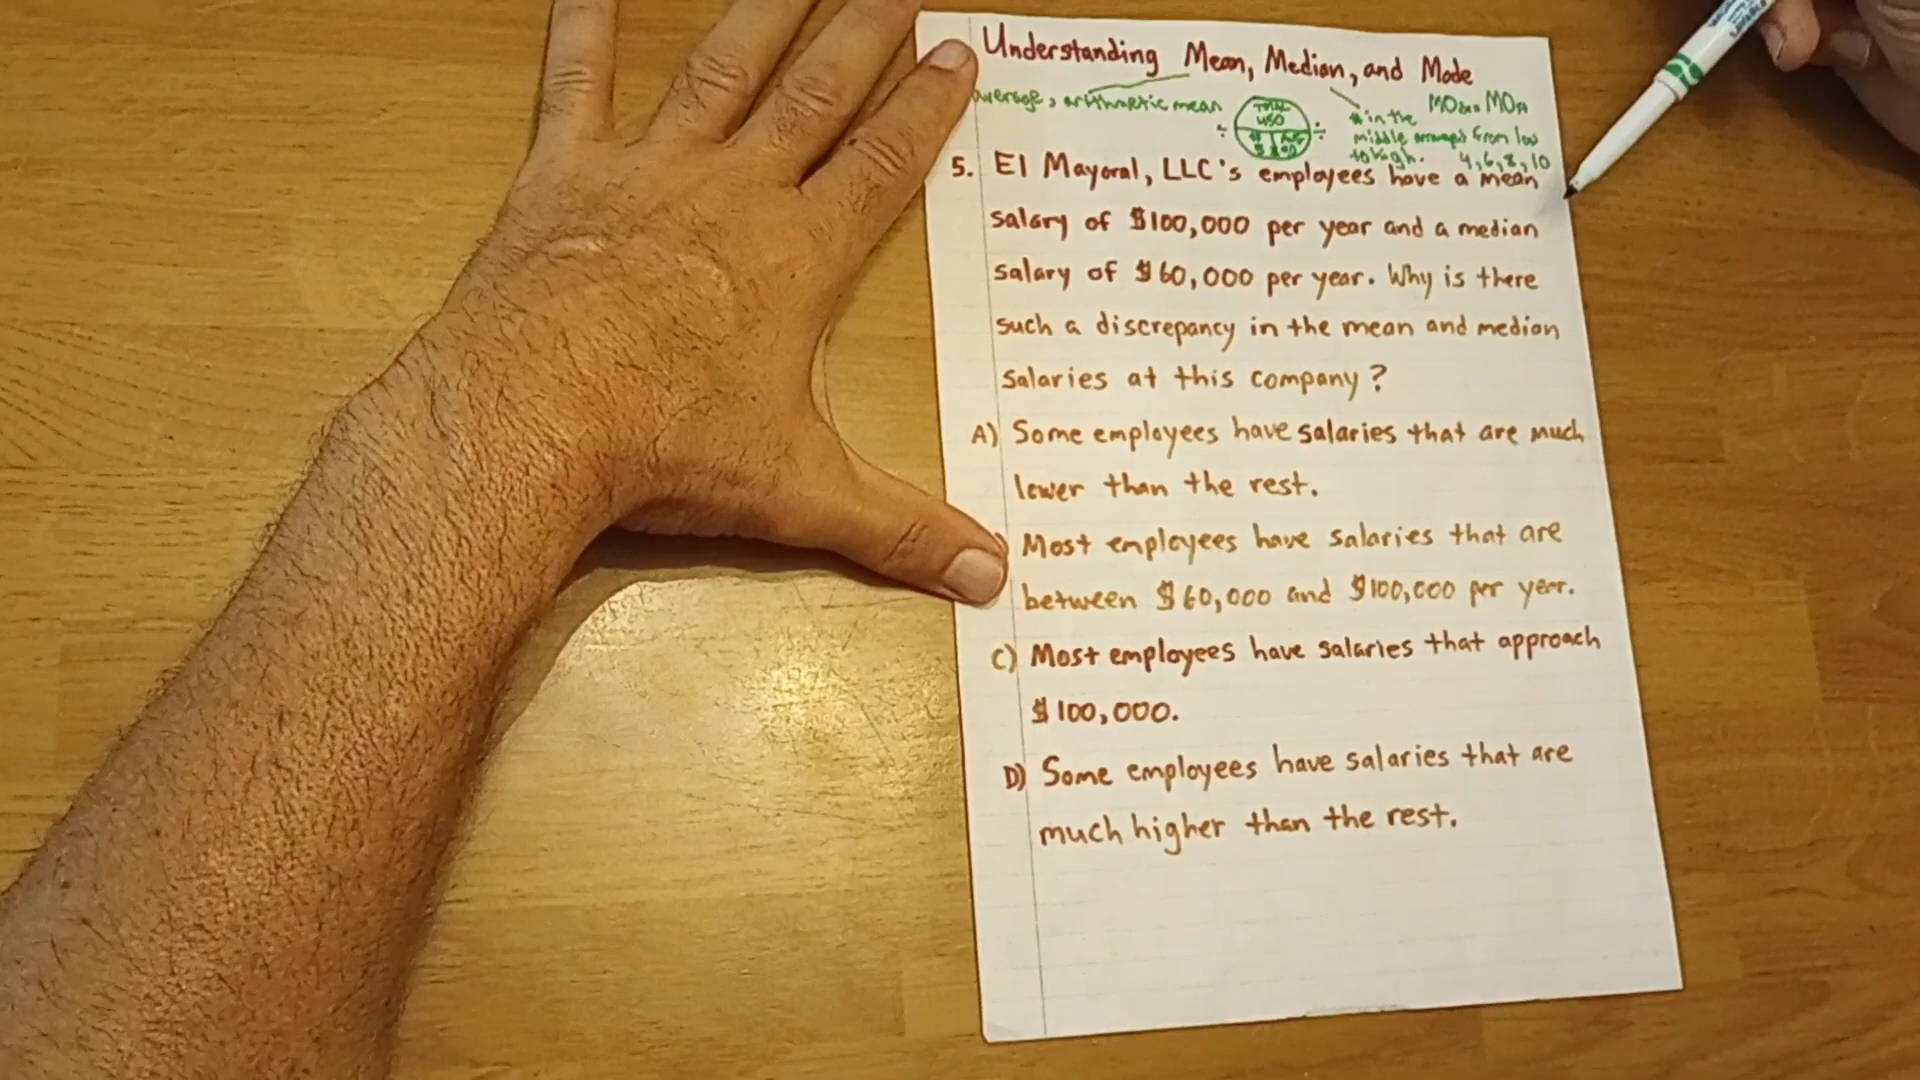 Understanding Mean, Median, and Mode
average, arithmetic mean
TOTAL
450
÷ ÷
# in the
middle arranged from low
to high. 4, 6, 8, 10
5. El Mayoral, LLC's employees have a mean
salary of $100,000 per year and a median
salary of $60,000 per year. Why is there
such a discrepancy in the mean and median
salaries at this company?
A) Some employees have salaries that are much
lower than the rest.
) Most employees have salaries that are
between $60,000 and $100,000 per year.
C) Most employees have salaries that approach
$100,000.
D) Some employees have salaries that are
much higher than the rest.